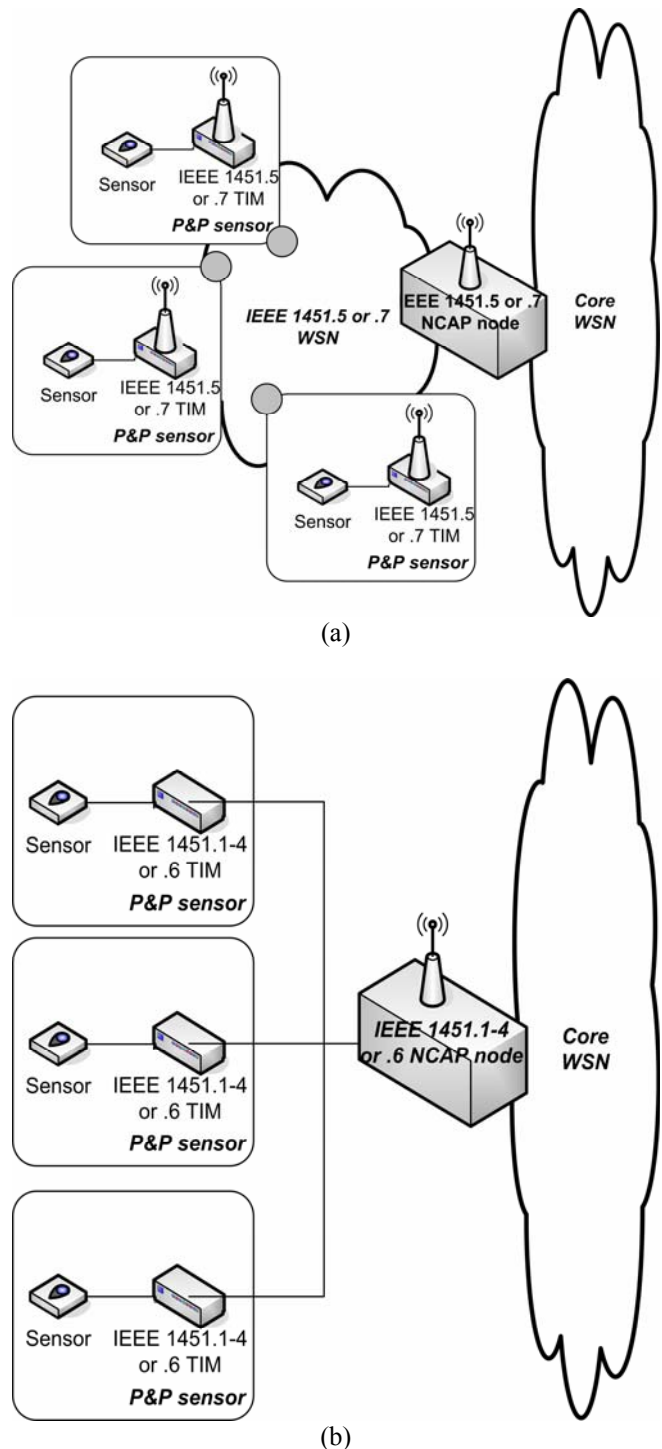 Sensor
IEEE 1451.5
or .7 TIM
P&P sensor
Sensor
IEEE 1451.5
or .7 TIM
P&P sensor
IEEE 1451.5 or .7
WSN
EEE 1451.5 or .7
NCAP node
Core
WSN
Sensor
IEEE 1451.5
or .7 TIM
P&P sensor
(a)
Sensor
IEEE 1451.1-4
or .6 TIM
P&P sensor
Sensor
IEEE 1451.1-4
or .6 TIM
P&P sensor
IEEE 1451.1-4
or .6 NCAP node
Core
WSN
Sensor
IEEE 1451.1-4
or .6 TIM
P&P sensor
(b)